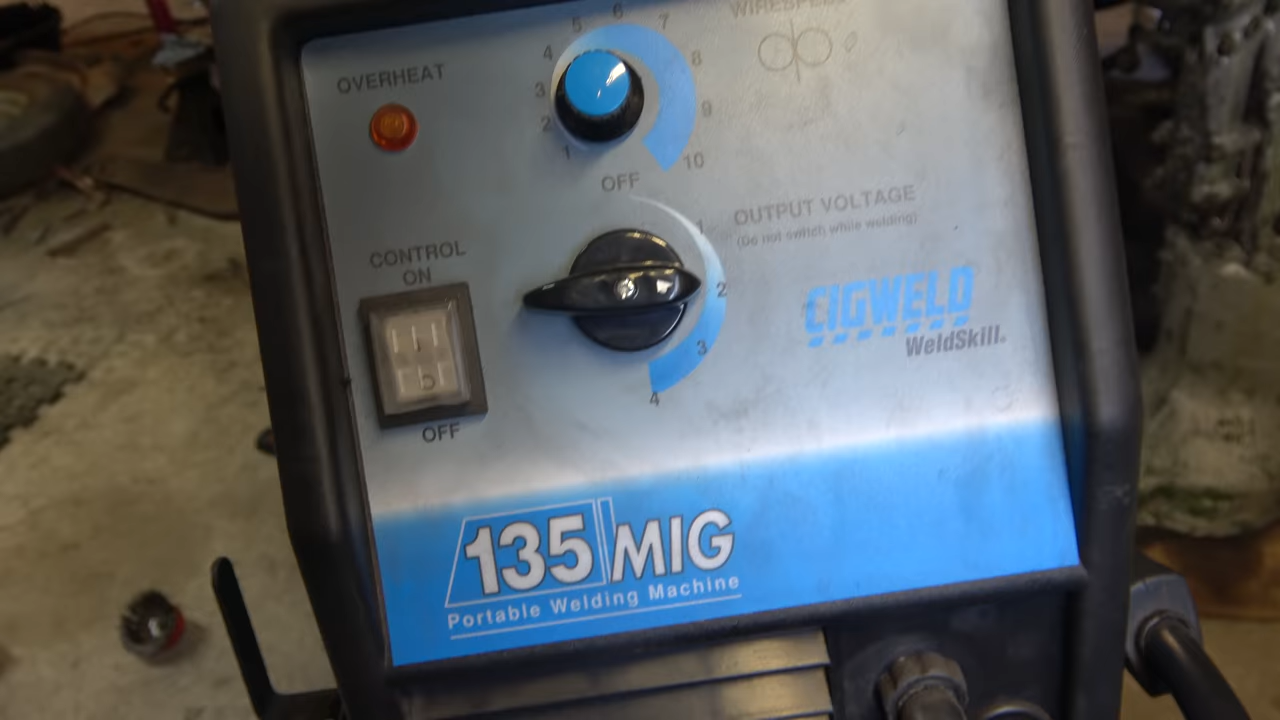 WIRESPEED
5 6 7
4 8
3 9
2
1 10
OVERHEAT
OFF
OUTPUT VOLTAGE
(Do not switch while welding)
1
2
3
4
CONTROL
ON
OFF
CIGWELD
WeldSkill
135 MIG
Portable Welding Machine